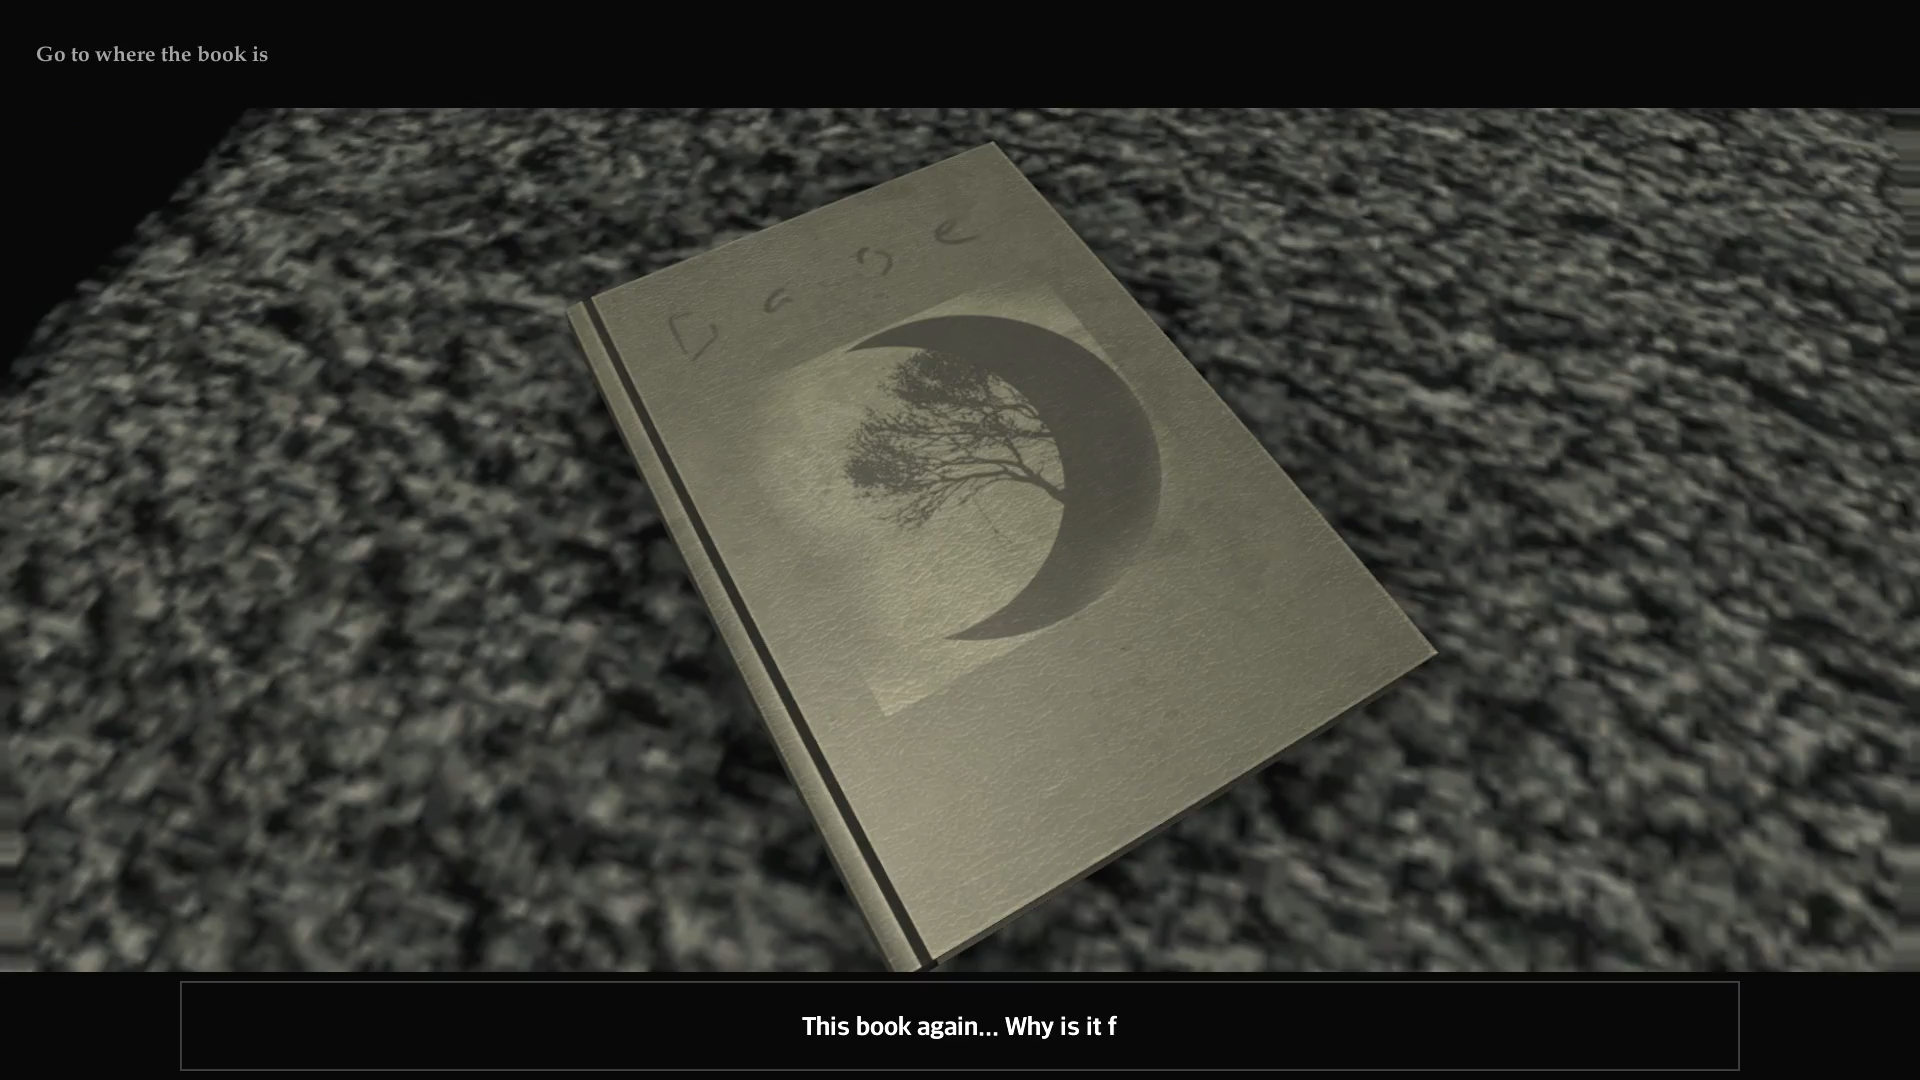 Go to where the book is
This book again... Why is it f